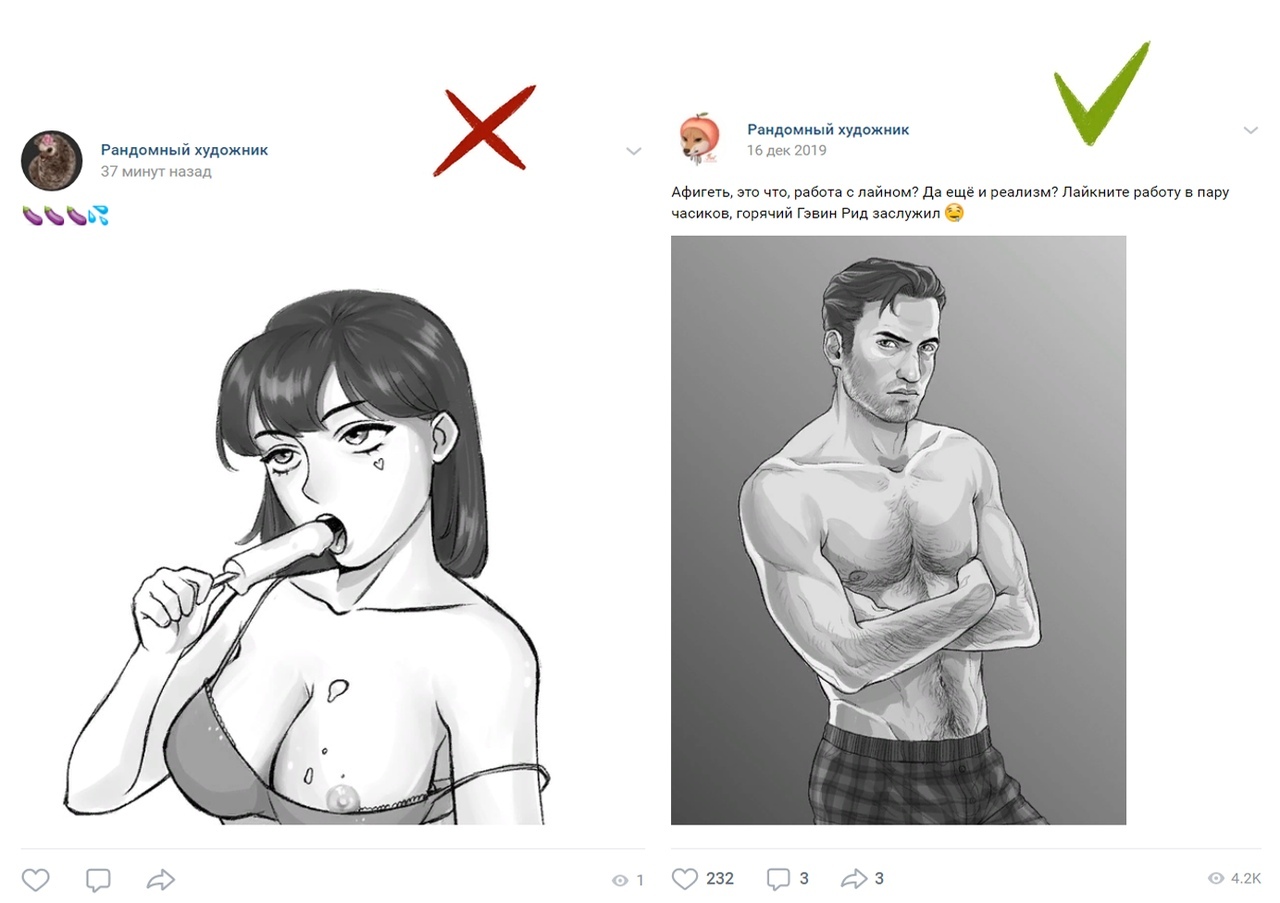 Рандомный художник
37 минут назад
🍆🍆🍆💦
1
Рандомный художник
16 дек 2019
Афигеть, это что, работа с лайном? Да ещё и реализм? Лайкните работу в пару
часиков, горячий Гэвин Рид заслужил 🤤
232
3
3
4.2K